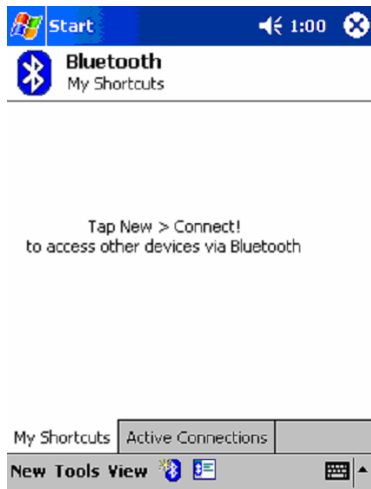 Start 1:00
Bluetooth
My Shortcuts
Tap New > Connect!
to access other devices via Bluetooth
My Shortcuts Active Connections
New Tools View